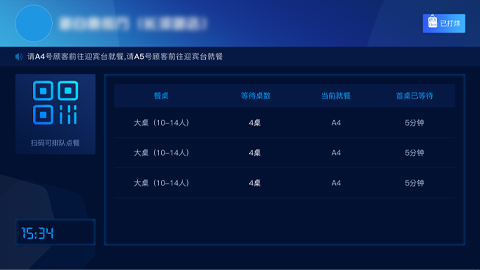 已打烊
请A4号顾客前往迎宾台就餐,请A5号顾客前往迎宾台就餐
扫码可排队点餐
餐桌 等待桌数 当前就餐 首桌已等待
大桌（10-14人） 4桌 A4 5分钟
大桌（10-14人） 4桌 A4 5分钟
大桌（10-14人） 4桌 A4 5分钟
15:34